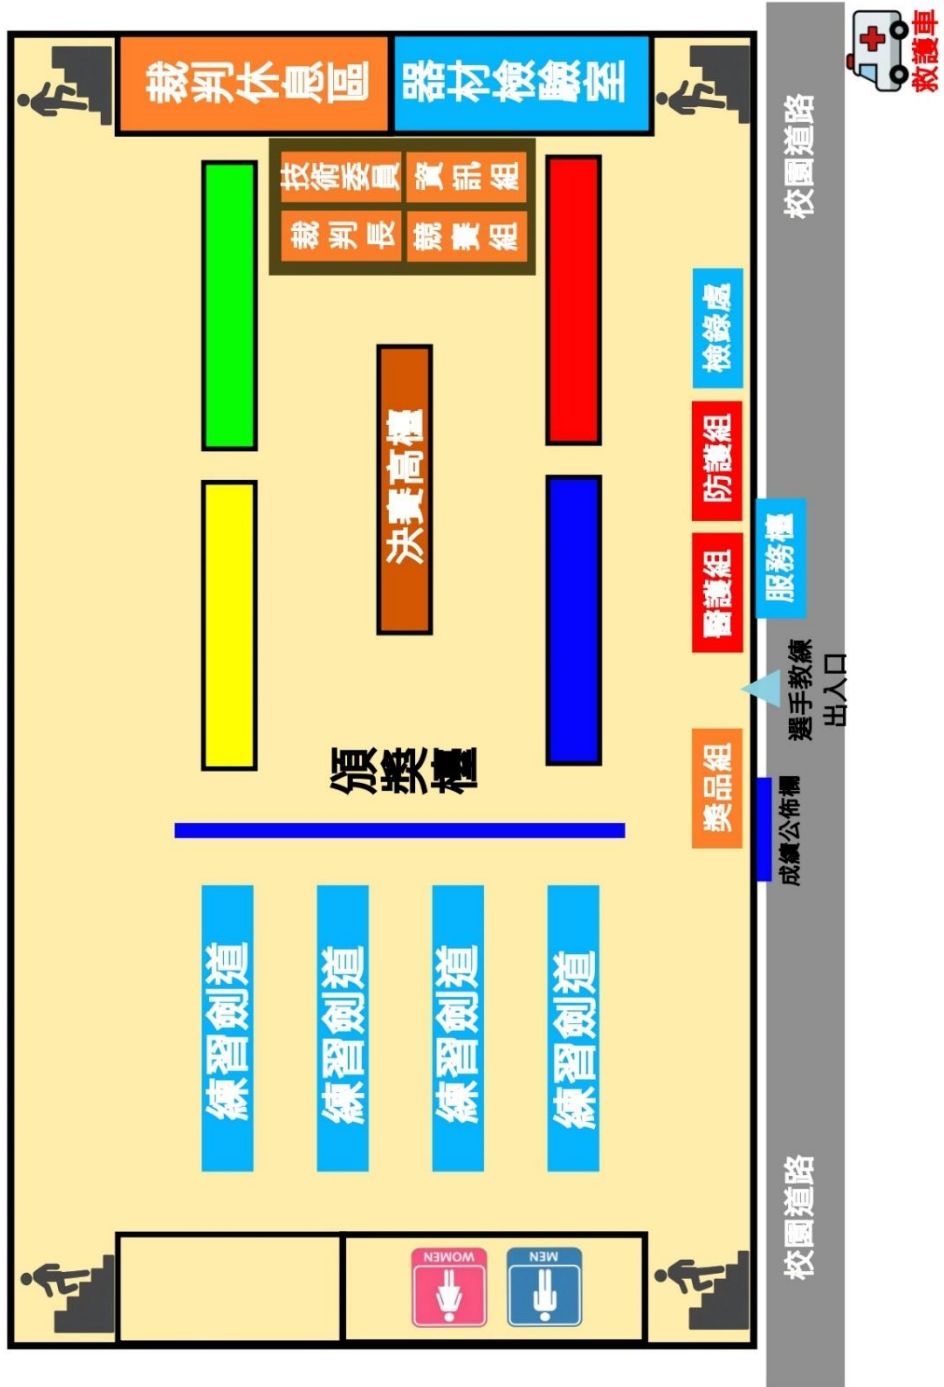 裁判休息區
器材檢驗室
技術委員
資訊組
裁判長
競賽組
決賽高檯
頒獎檯
練習劍道
練習劍道
練習劍道
練習劍道
WOMEN
MEN
檢錄處
防護組
醫護組
獎品組
服務檯
選手教練
出入口
成績公佈欄
校園道路
校園道路
救護車